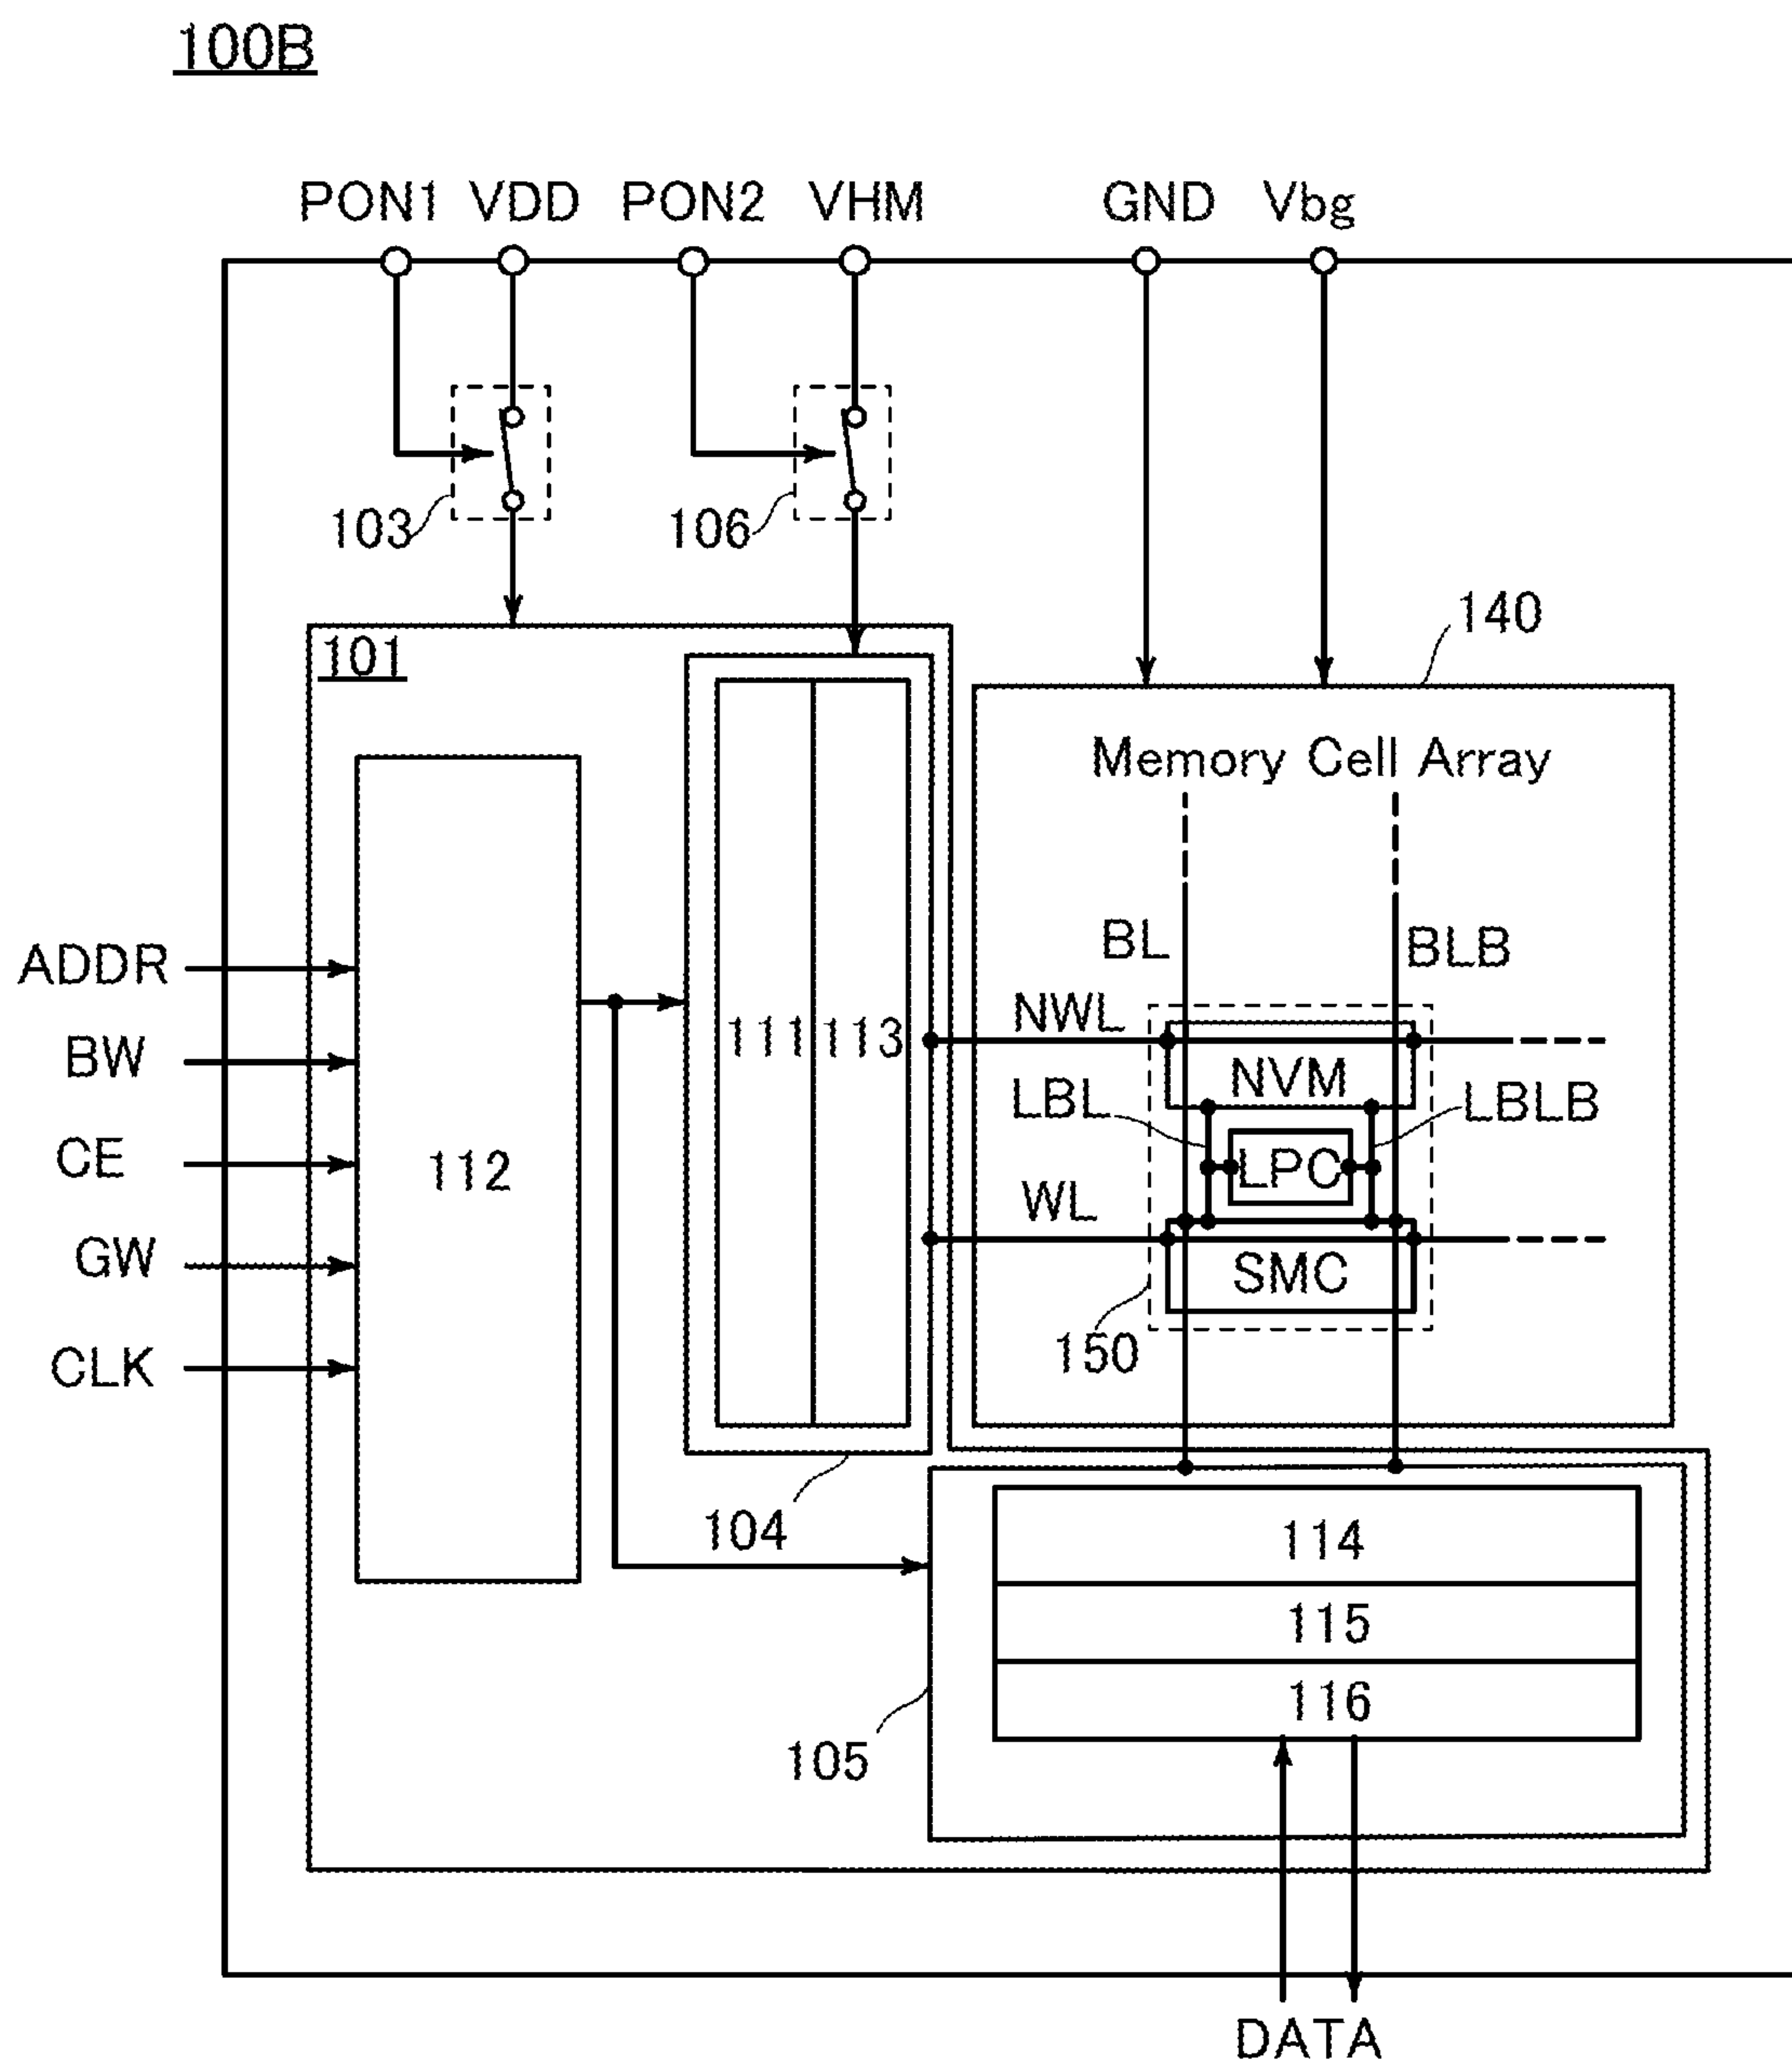 100B
PON1 VDD PON2 VHM GND Vbg
103 106
140
101
Memory Cell Array
BL BLB
ADDR
NWL
111 113
BW
NVM
LBL LBLB
CE
112
LPC
WL
GW
SMC
150
CLK
104
114
115
116
105
DATA